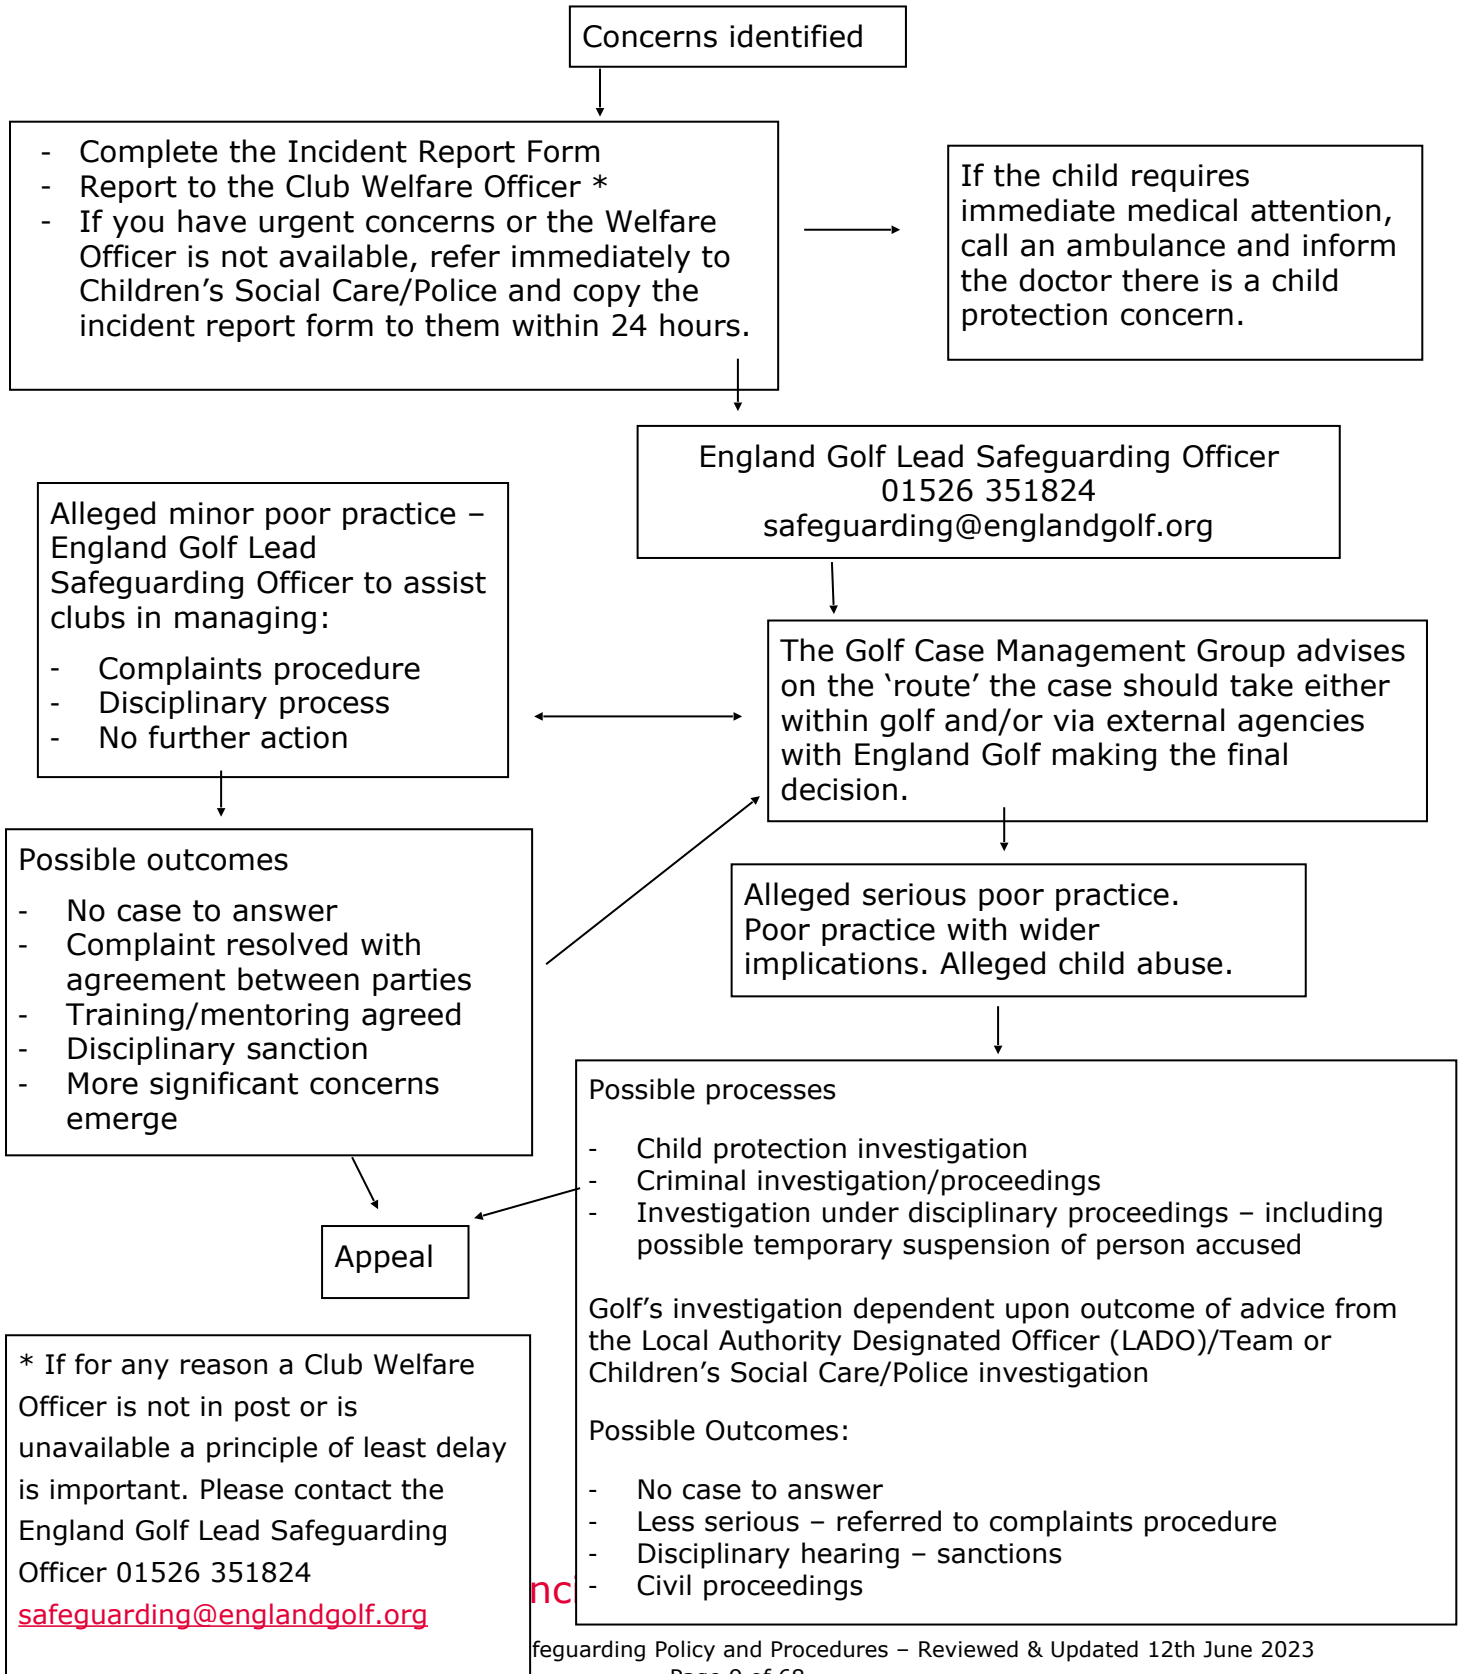 Concerns identified
- Complete the Incident Report Form
- Report to the Club Welfare Officer *
- If you have urgent concerns or the Welfare
Officer is not available, refer immediately to
Children’s Social Care/Police and copy the
incident report form to them within 24 hours.
If the child requires
immediate medical attention,
call an ambulance and inform
the doctor there is a child
protection concern.
England Golf Lead Safeguarding Officer
01526 351824
safeguarding@englandgolf.org
Alleged minor poor practice –
England Golf Lead
Safeguarding Officer to assist
clubs in managing:
- Complaints procedure
- Disciplinary process
- No further action
The Golf Case Management Group advises
on the ‘route’ the case should take either
within golf and/or via external agencies
with England Golf making the final
decision.
Possible outcomes
- No case to answer
- Complaint resolved with
agreement between parties
- Training/mentoring agreed
- Disciplinary sanction
- More significant concerns
emerge
Alleged serious poor practice.
Poor practice with wider
implications. Alleged child abuse.
Possible processes
- Child protection investigation
- Criminal investigation/proceedings
- Investigation under disciplinary proceedings – including
possible temporary suspension of person accused
Golf’s investigation dependent upon outcome of advice from
the Local Authority Designated Officer (LADO)/Team or
Children’s Social Care/Police investigation
Possible Outcomes:
- No case to answer
- Less serious – referred to complaints procedure
- Disciplinary hearing – sanctions
- Civil proceedings
Appeal
* If for any reason a Club Welfare
Officer is not in post or is
unavailable a principle of least delay
is important. Please contact the
England Golf Lead Safeguarding
Officer 01526 351824
safeguarding@englandgolf.org
nci
feguarding Policy and Procedures – Reviewed & Updated 12th June 2023
Page 9 of 68